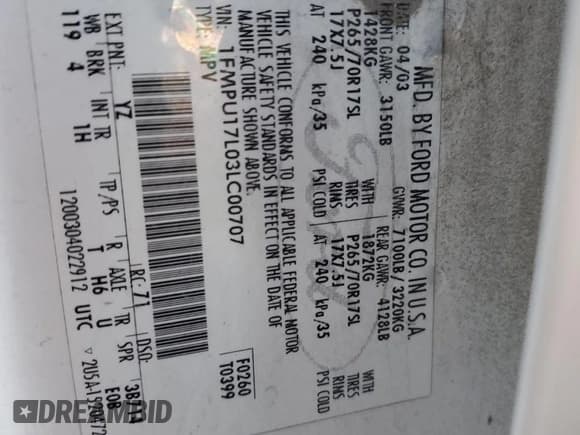 MFD. BY FORD MOTOR CO. IN U.S.A.
DATE: 04/03 GVWR: 7100LB/ 3220KG
FRONT GAWR: 3150LB REAR GAWR: 4128LB
1428KG WITH 1872KG WITH
P265/70R17SL TIRES P265/70R17SL TIRES
17X7.5J RIMS 17X7.5J RIMS
AT 240 kPa/35 PSI COLD AT 240 kPa/35 PSI COLD
THIS VEHICLE CONFORMS TO ALL APPLICABLE FEDERAL MOTOR
VEHICLE SAFETY STANDARDS IN EFFECT ON THE DATE OF
MANUFACTURE SHOWN ABOVE.
VIN: 1FMPU17L03LC00707 F0260
TYPE: MPV T0399
EXT PNT: YZ RC: 71 DSO:
WB BRK INT TR TP/PS R AXLE TR SPR
119 4 1H T H6 U
1200304022912 UTC
DREAMBID